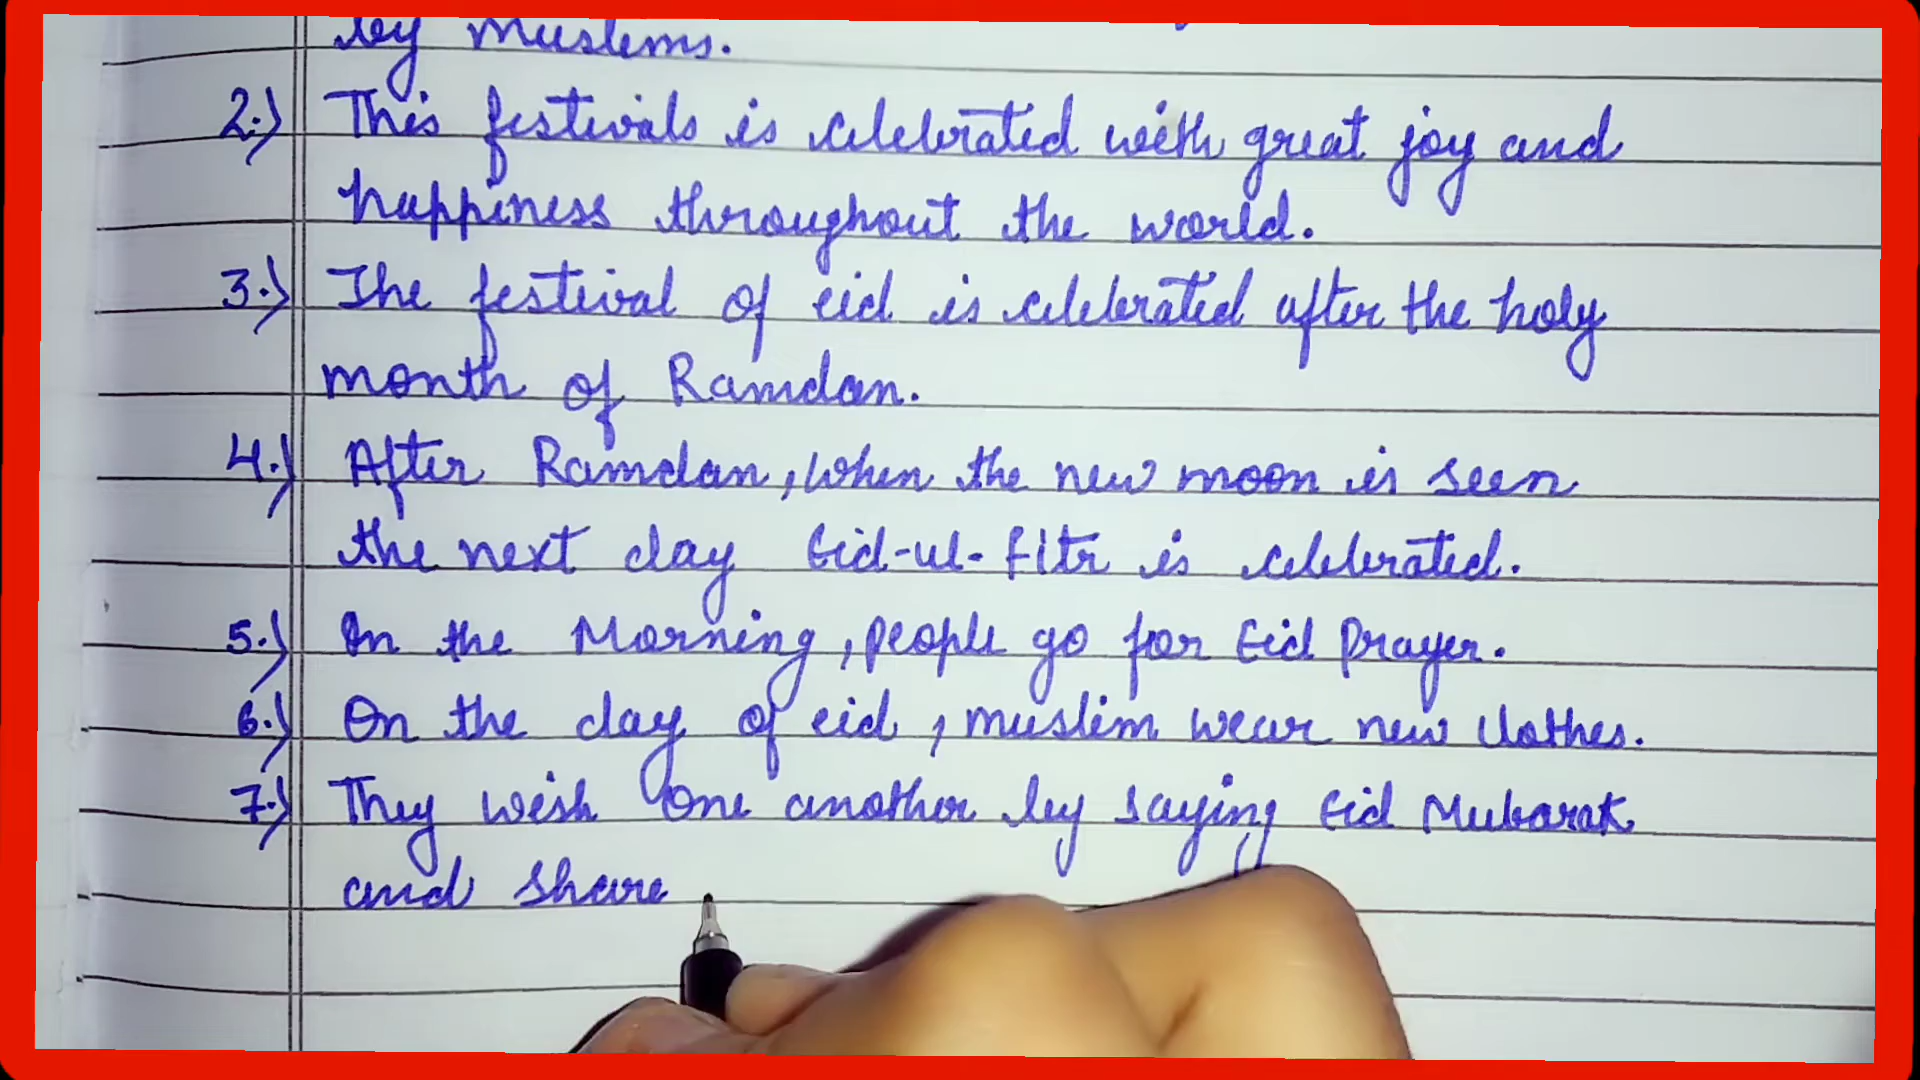 by muslims.
2.) This festivals is celebrated with great joy and
happiness throughout the world.
3.) The festival of eid is celebrated after the holy
month of Ramdan.
4.) After Ramdan, when the new moon is seen
the next day Eid-ul-Fitr is celebrated.
5.) In the Morning, people go for Eid Prayer.
6.) On the day of eid, muslim wear new clothes.
7.) They wish one another by saying Eid Mubarak
and share